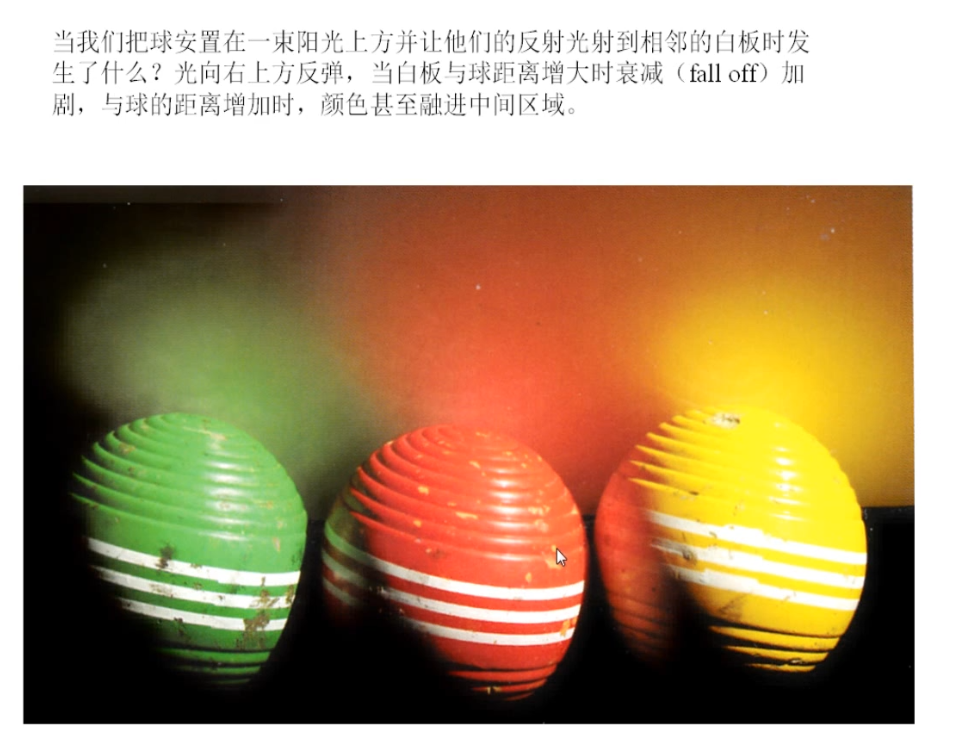 当我们把球安置在一束阳光上方并让他们的反射光射到相邻的白板时发
生了什么？光向右上方反弹，当白板与球距离增大时衰减（fall off）加
剧，与球的距离增加时，颜色甚至融进中间区域。